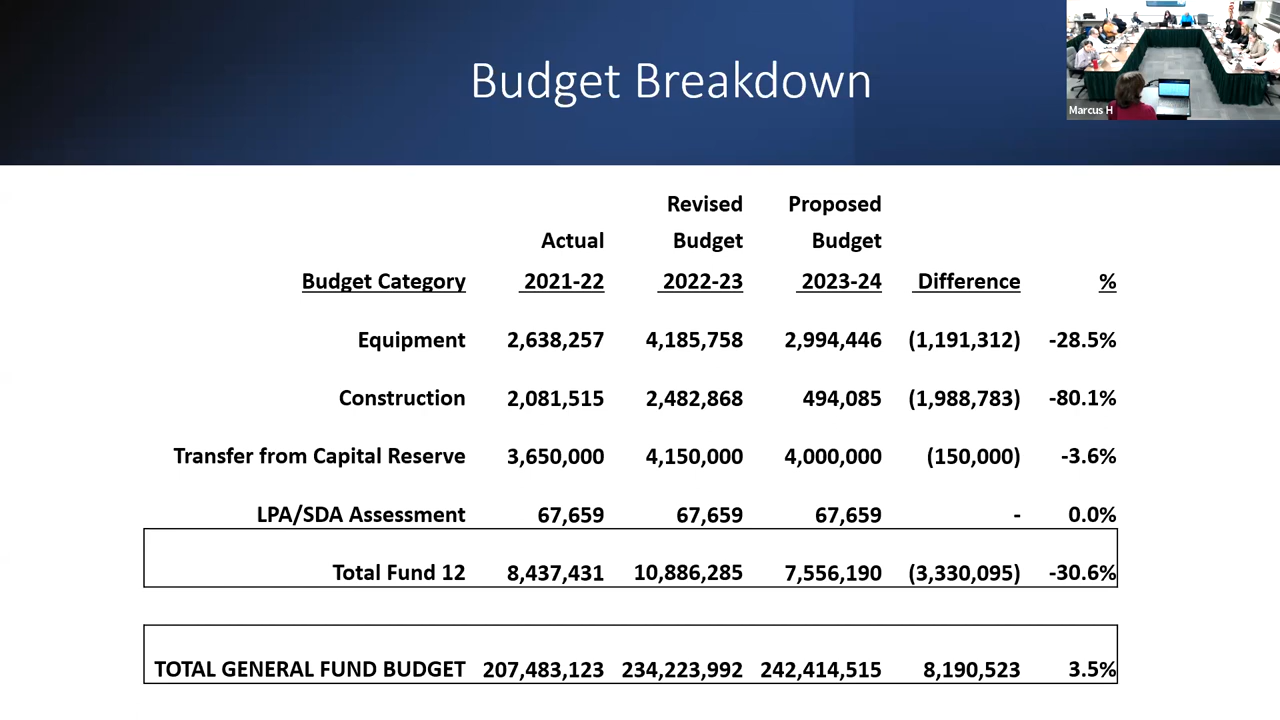 Budget Breakdown
Marcus H
Revised Proposed
Actual Budget Budget
Budget Category 2021-22 2022-23 2023-24 Difference %
Equipment 2,638,257 4,185,758 2,994,446 (1,191,312) -28.5%
Construction 2,081,515 2,482,868 494,085 (1,988,783) -80.1%
Transfer from Capital Reserve 3,650,000 4,150,000 4,000,000 (150,000) -3.6%
LPA/SDA Assessment 67,659 67,659 67,659 - 0.0%
Total Fund 12 8,437,431 10,886,285 7,556,190 (3,330,095) -30.6%
TOTAL GENERAL FUND BUDGET 207,483,123 234,223,992 242,414,515 8,190,523 3.5%